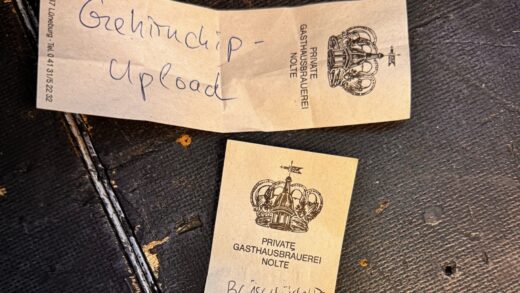 Gehirnchip-
Upload
PRIVATE
GASTHAUSBRAUEREI
NOLTE
Lüneburg · Tel. 0 41 31/5 22 32
PRIVATE
GASTHAUSBRAUEREI
NOLTE